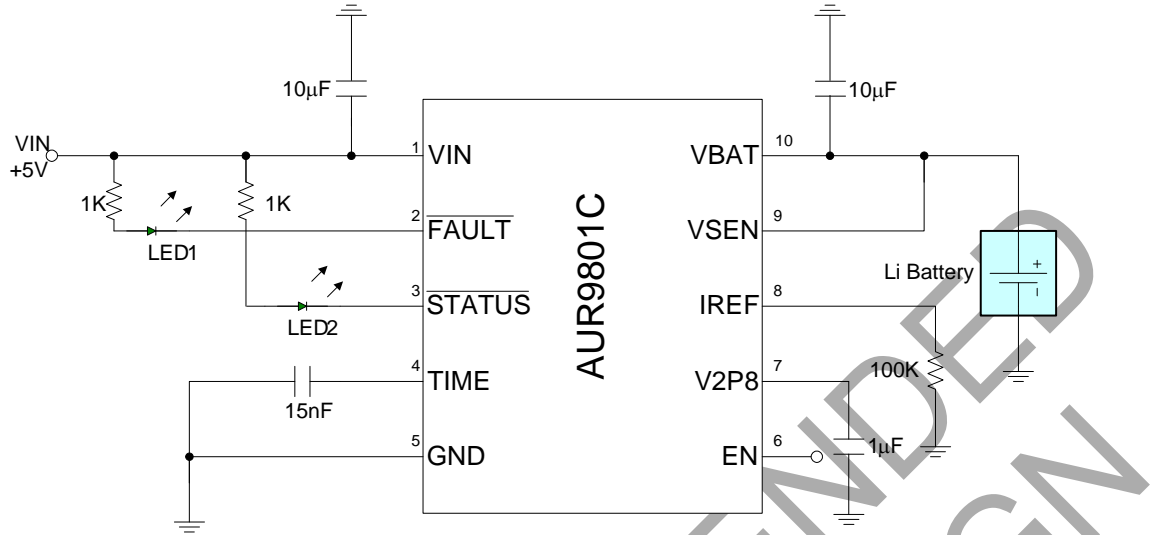 10μF
10μF
VIN
+5V
1K
1K
LED1
LED2
15nF
1 VIN
2 FAULT
3 STATUS
4 TIME
5 GND
AUR9801C
VBAT 10
VSEN 9
IREF 8
V2P8 7
EN 6
Li Battery
+
−
100K
1μF